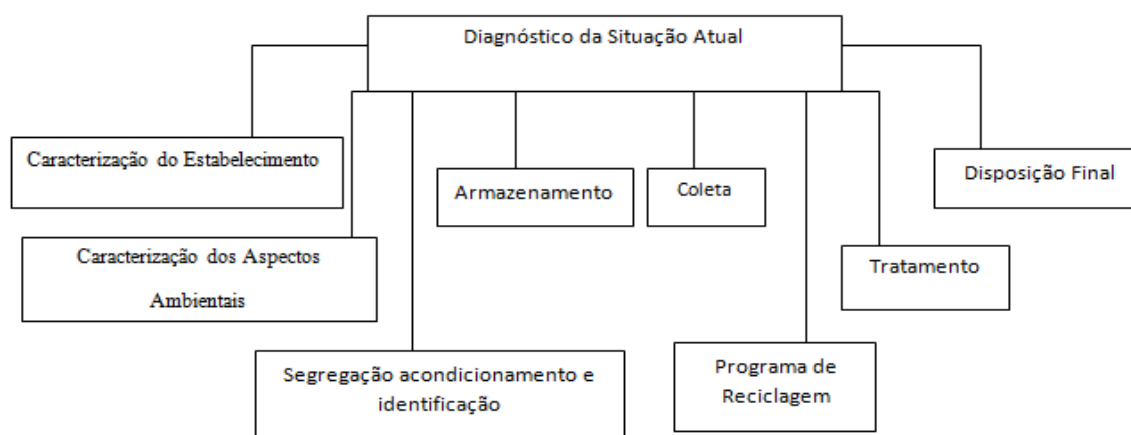 Diagnóstico da Situação Atual
Caracterização do Estabelecimento
Armazenamento
Coleta
Disposição Final
Caracterização dos Aspectos
Ambientais
Tratamento
Segregação acondicionamento e
identificação
Programa de
Reciclagem